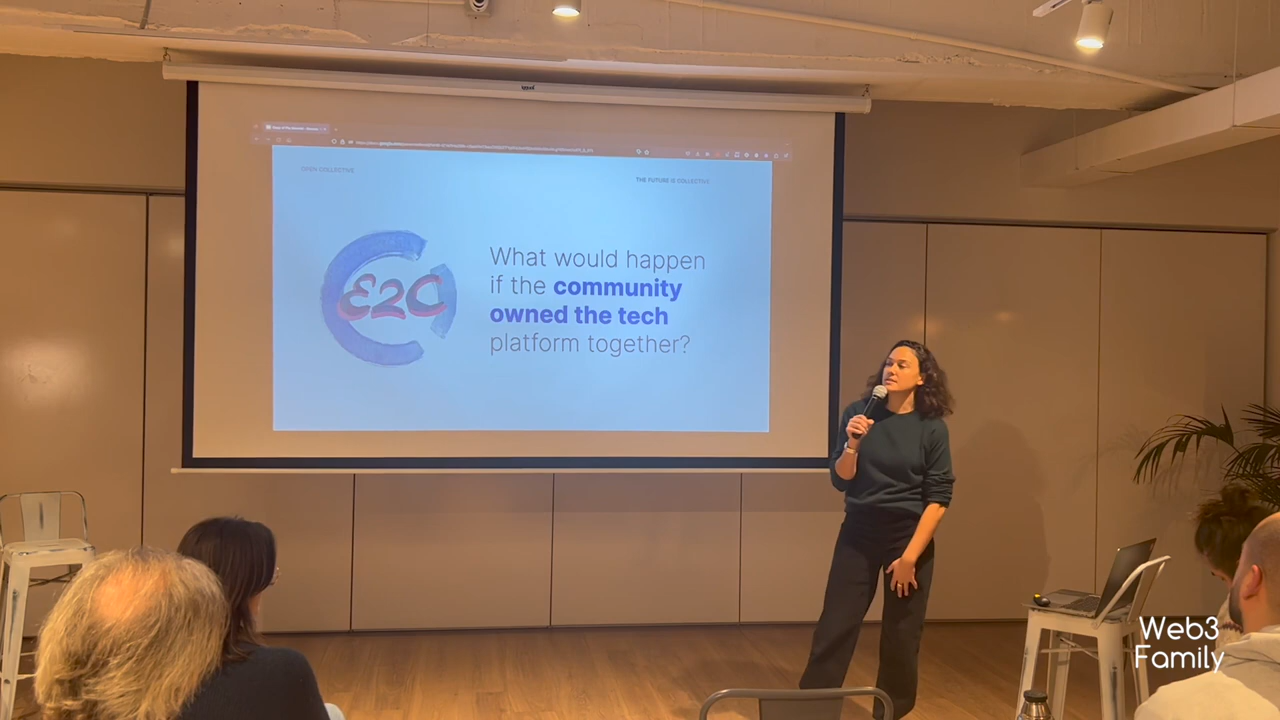 OPEN COLLECTIVE
THE FUTURE IS COLLECTIVE
E2C
What would happen
if the community
owned the tech
platform together?
Web3
Family